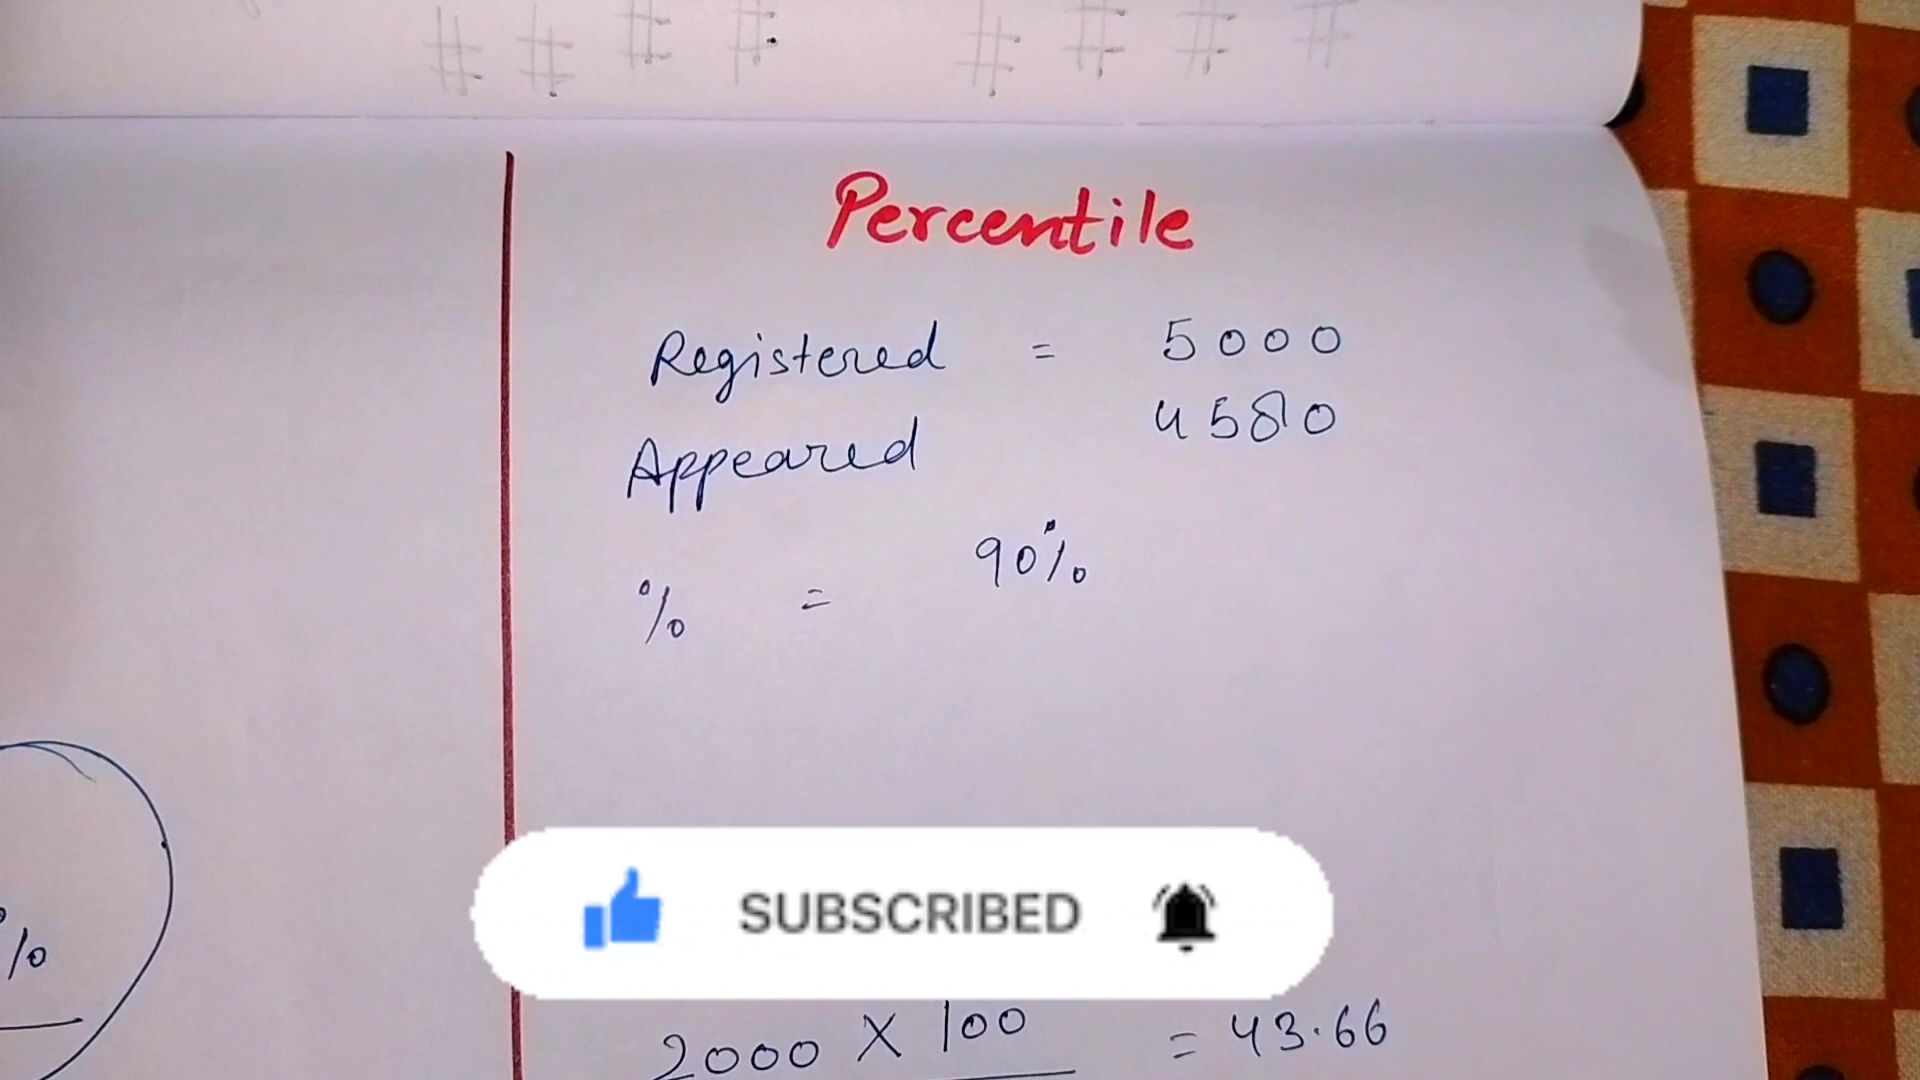 # # # # # # # #
Percentile
Registered = 5000
Appeared 4580
% = 90%
%
SUBSCRIBED
2000 X 100 = 43.66